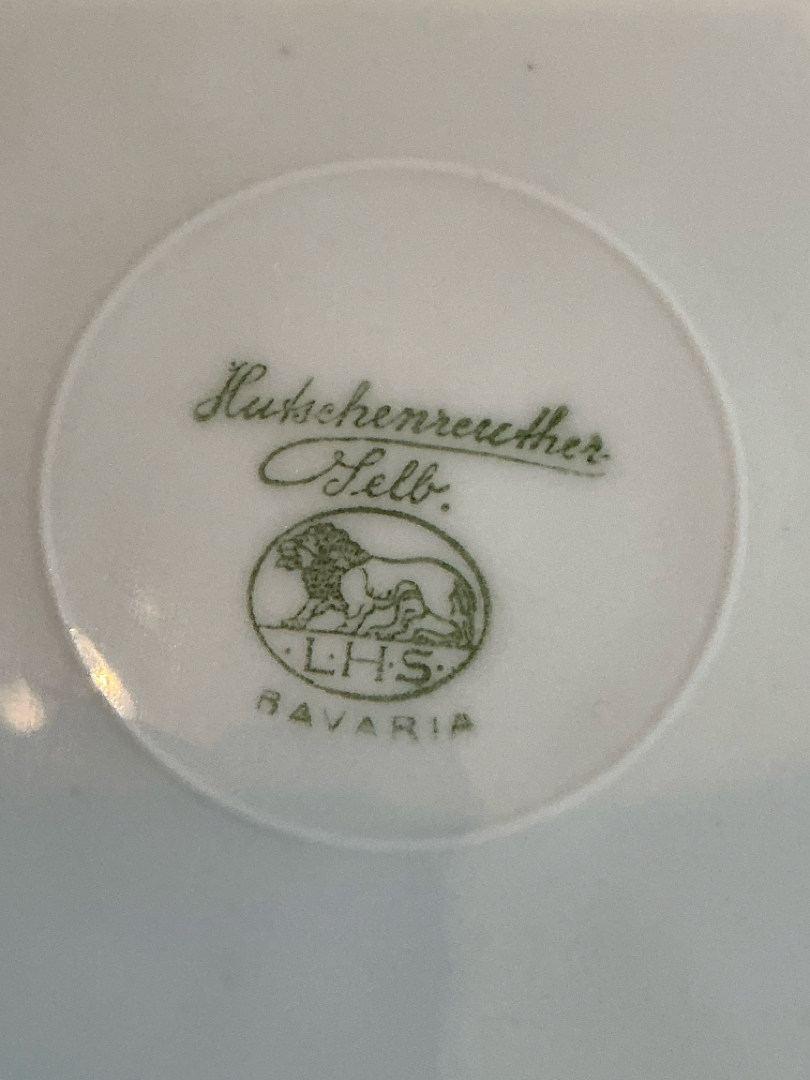 Hutschenreuther
Selb.
·L·H·S·
BAVARIA